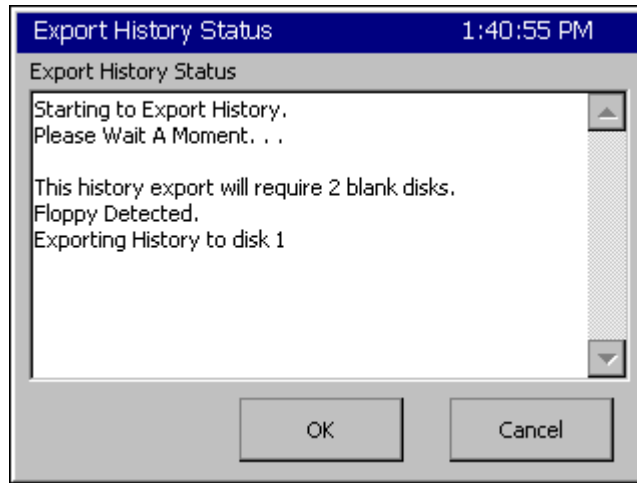 Export History Status 1:40:55 PM
Export History Status
Starting to Export History.
Please Wait A Moment. . .
This history export will require 2 blank disks.
Floppy Detected.
Exporting History to disk 1
OK Cancel